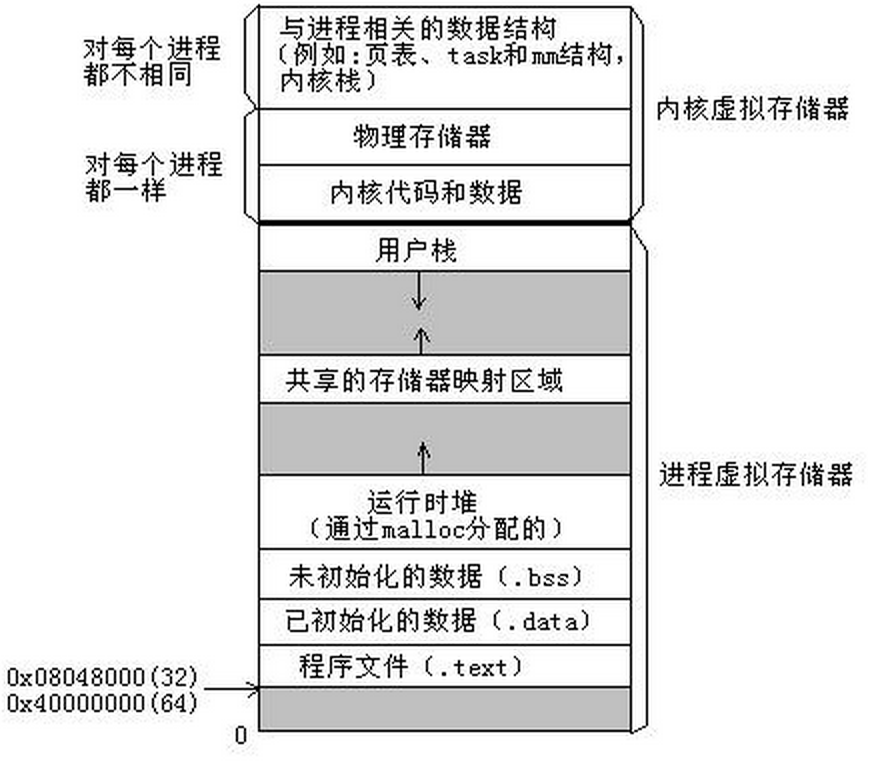 与进程相关的数据结构
（例如:页表、task和mm结构，
内核栈）
对每个进程
都不相同
内核虚拟存储器
物理存储器
对每个进程
都一样
内核代码和数据
用户栈
共享的存储器映射区域
进程虚拟存储器
运行时堆
（通过malloc分配的）
未初始化的数据（.bss）
已初始化的数据（.data）
程序文件（.text）
0x08048000(32)
0x40000000(64)
0